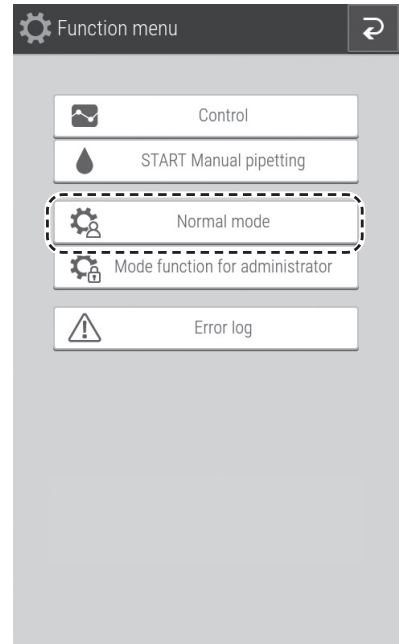 Function menu
Control
START Manual pipetting
Normal mode
Mode function for administrator
Error log